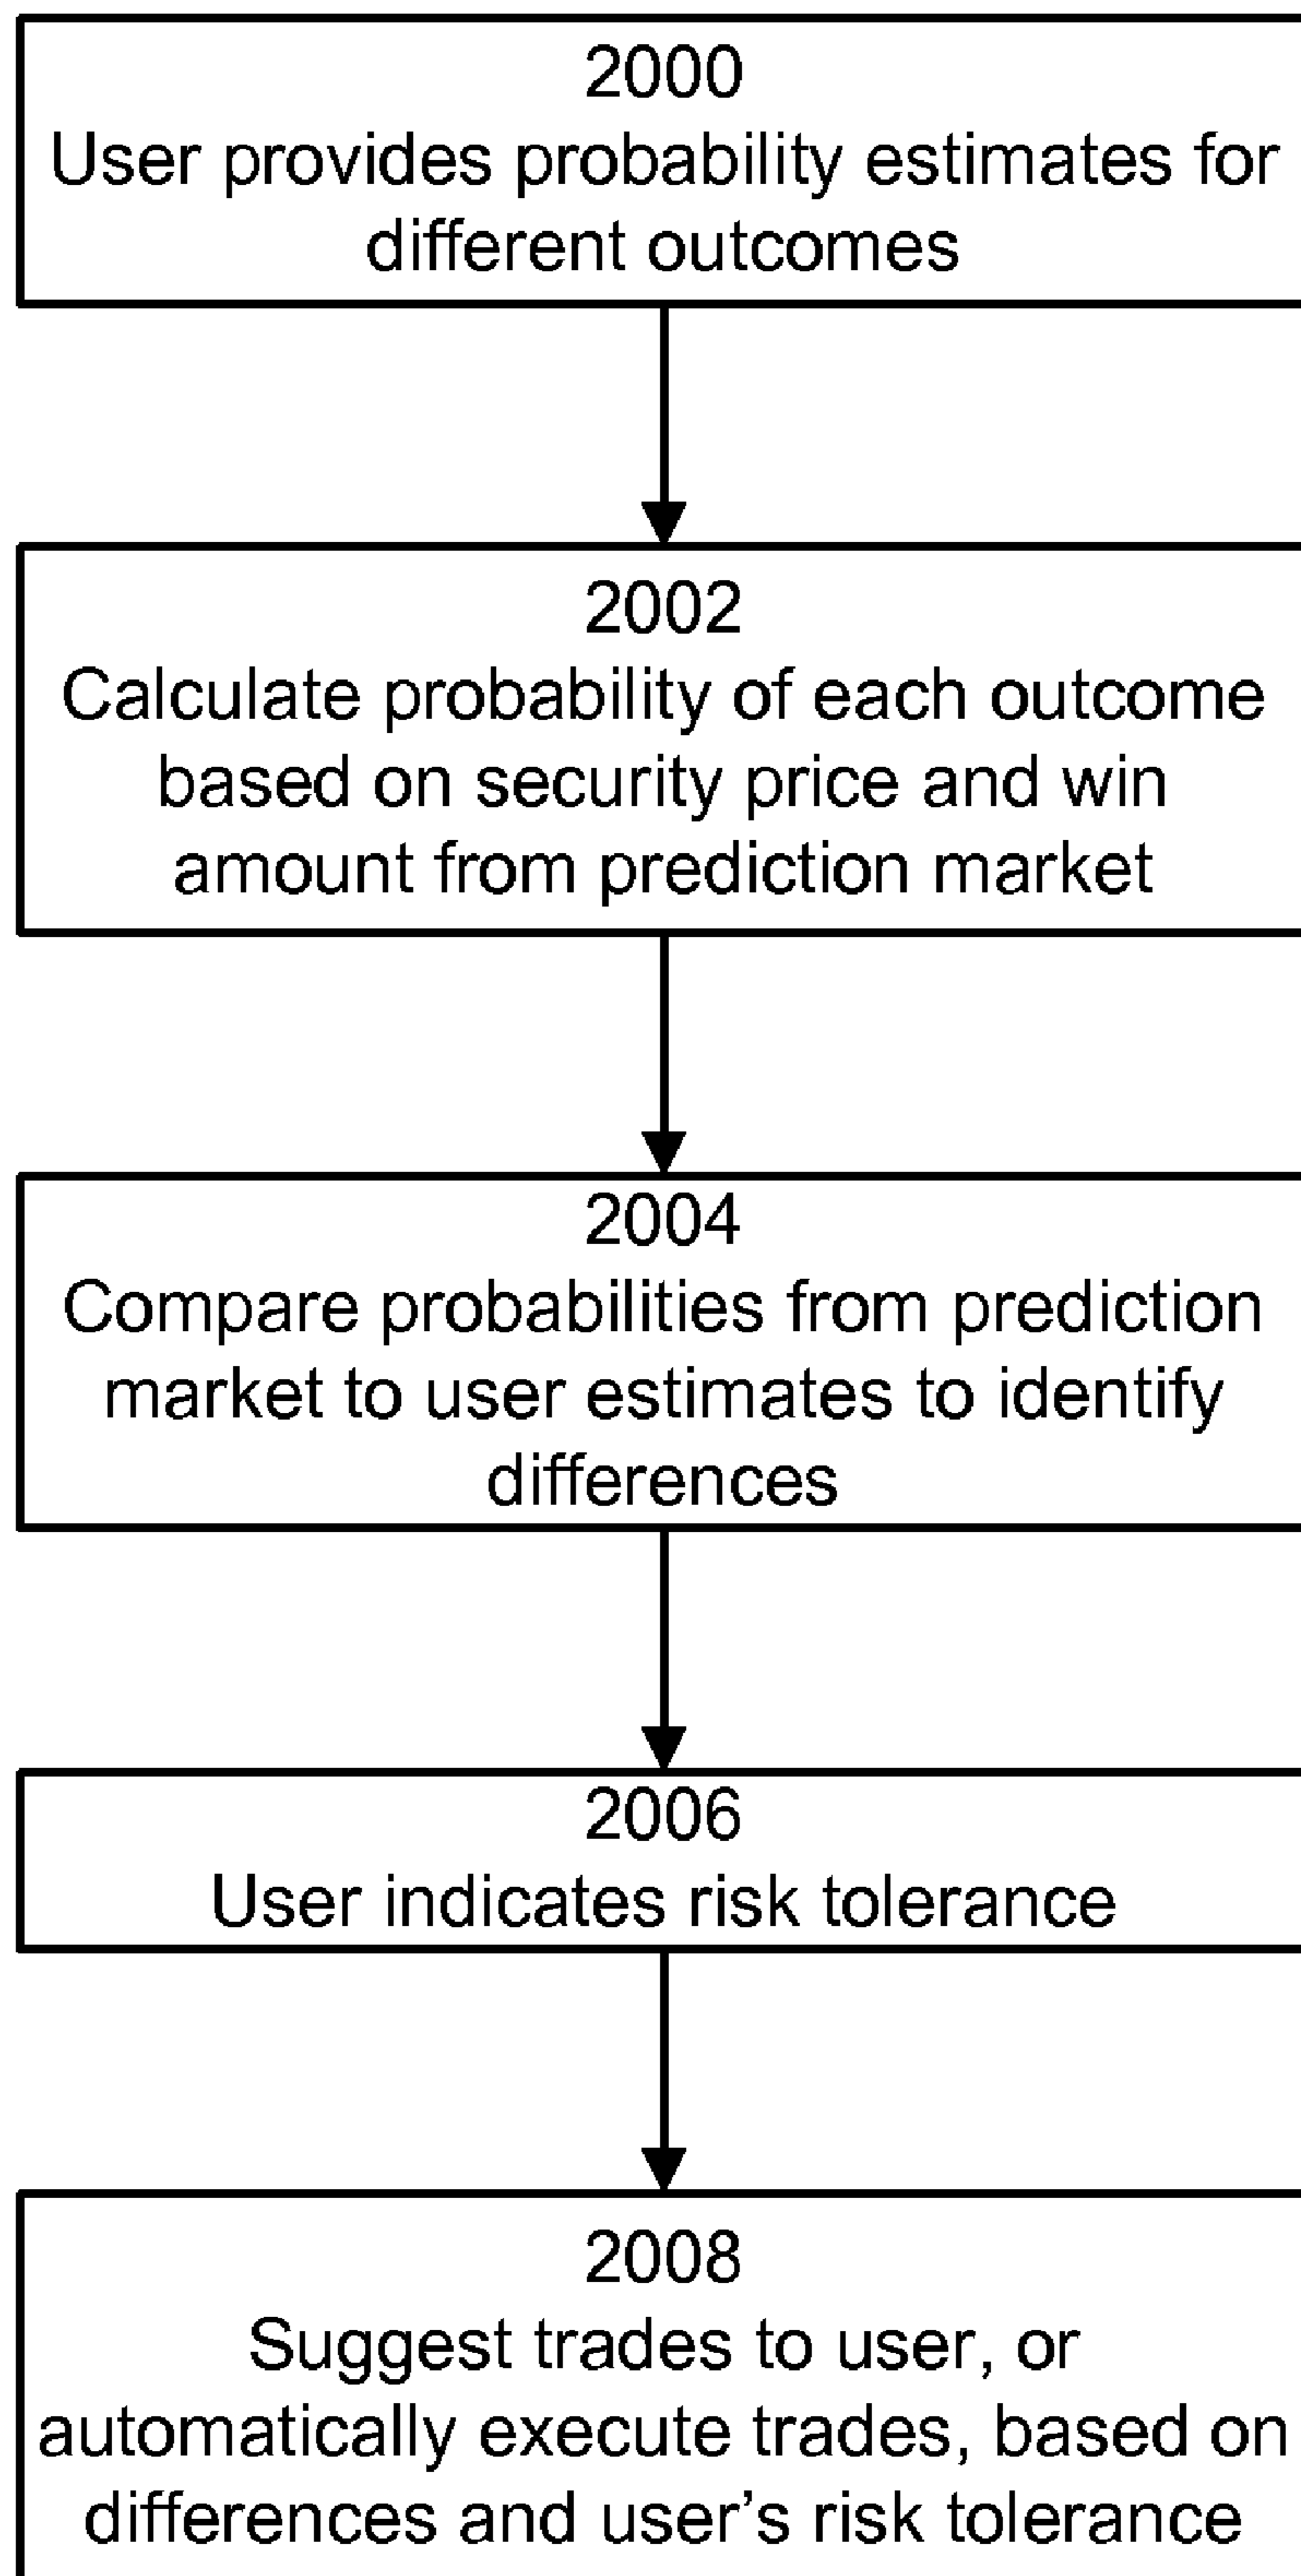 2000
User provides probability estimates for
different outcomes
2002
Calculate probability of each outcome
based on security price and win
amount from prediction market
2004
Compare probabilities from prediction
market to user estimates to identify
differences
2006
User indicates risk tolerance
2008
Suggest trades to user, or
automatically execute trades, based on
differences and user’s risk tolerance